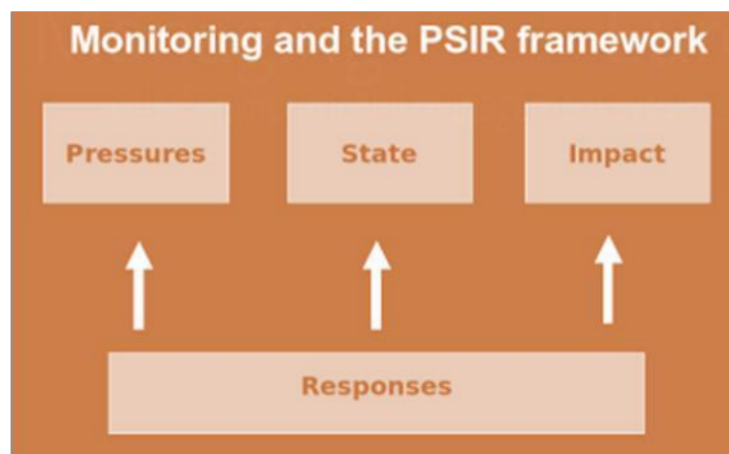 Monitoring and the PSIR framework
Pressures
State
Impact
Responses